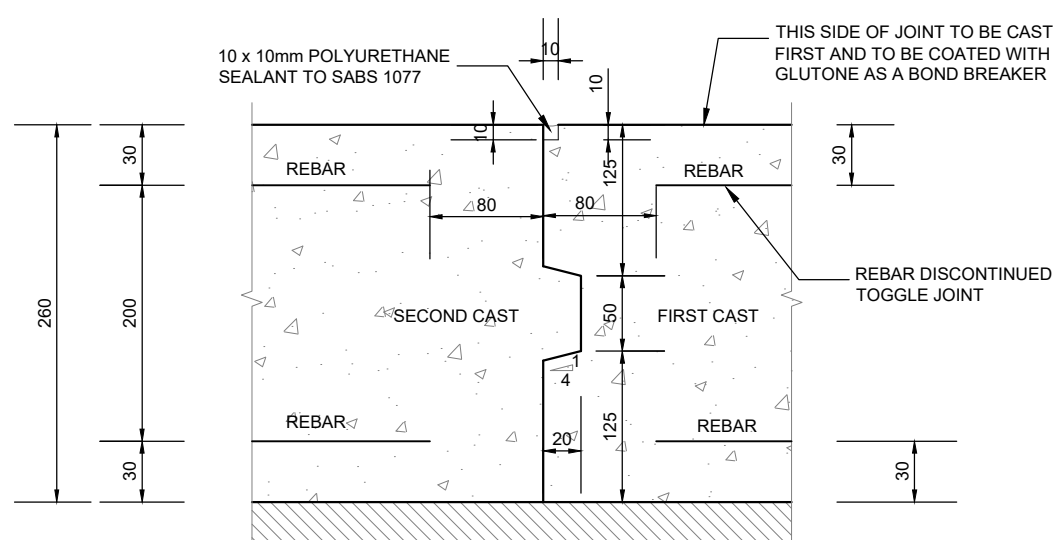 10 x 10mm POLYURETHANE
SEALANT TO SABS 1077
10
THIS SIDE OF JOINT TO BE CAST
FIRST AND TO BE COATED WITH
GLUTONE AS A BOND BREAKER
10
10
30
REBAR
125
REBAR
30
80
80
REBAR DISCONTINUED
TOGGLE JOINT
260
200
SECOND CAST
50
FIRST CAST
1
4
REBAR
125
REBAR
20
30
30